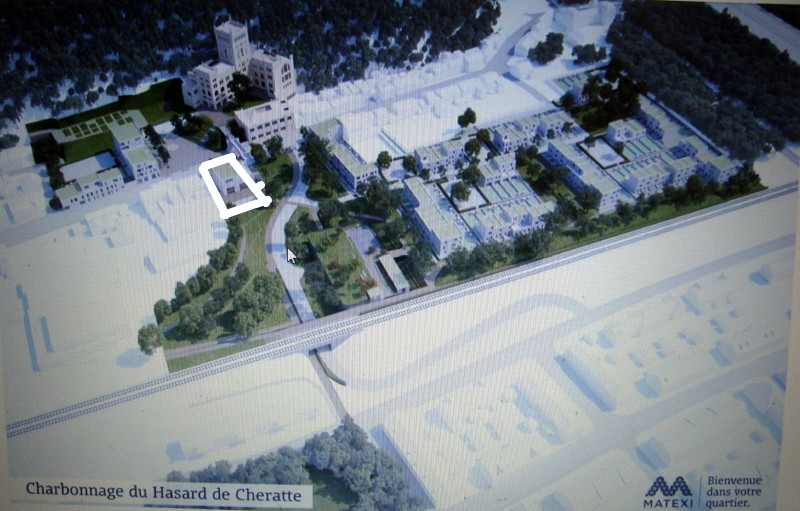 Charbonnage du Hasard de Cheratte
MATEXI
Bienvenue
dans votre
quartier.